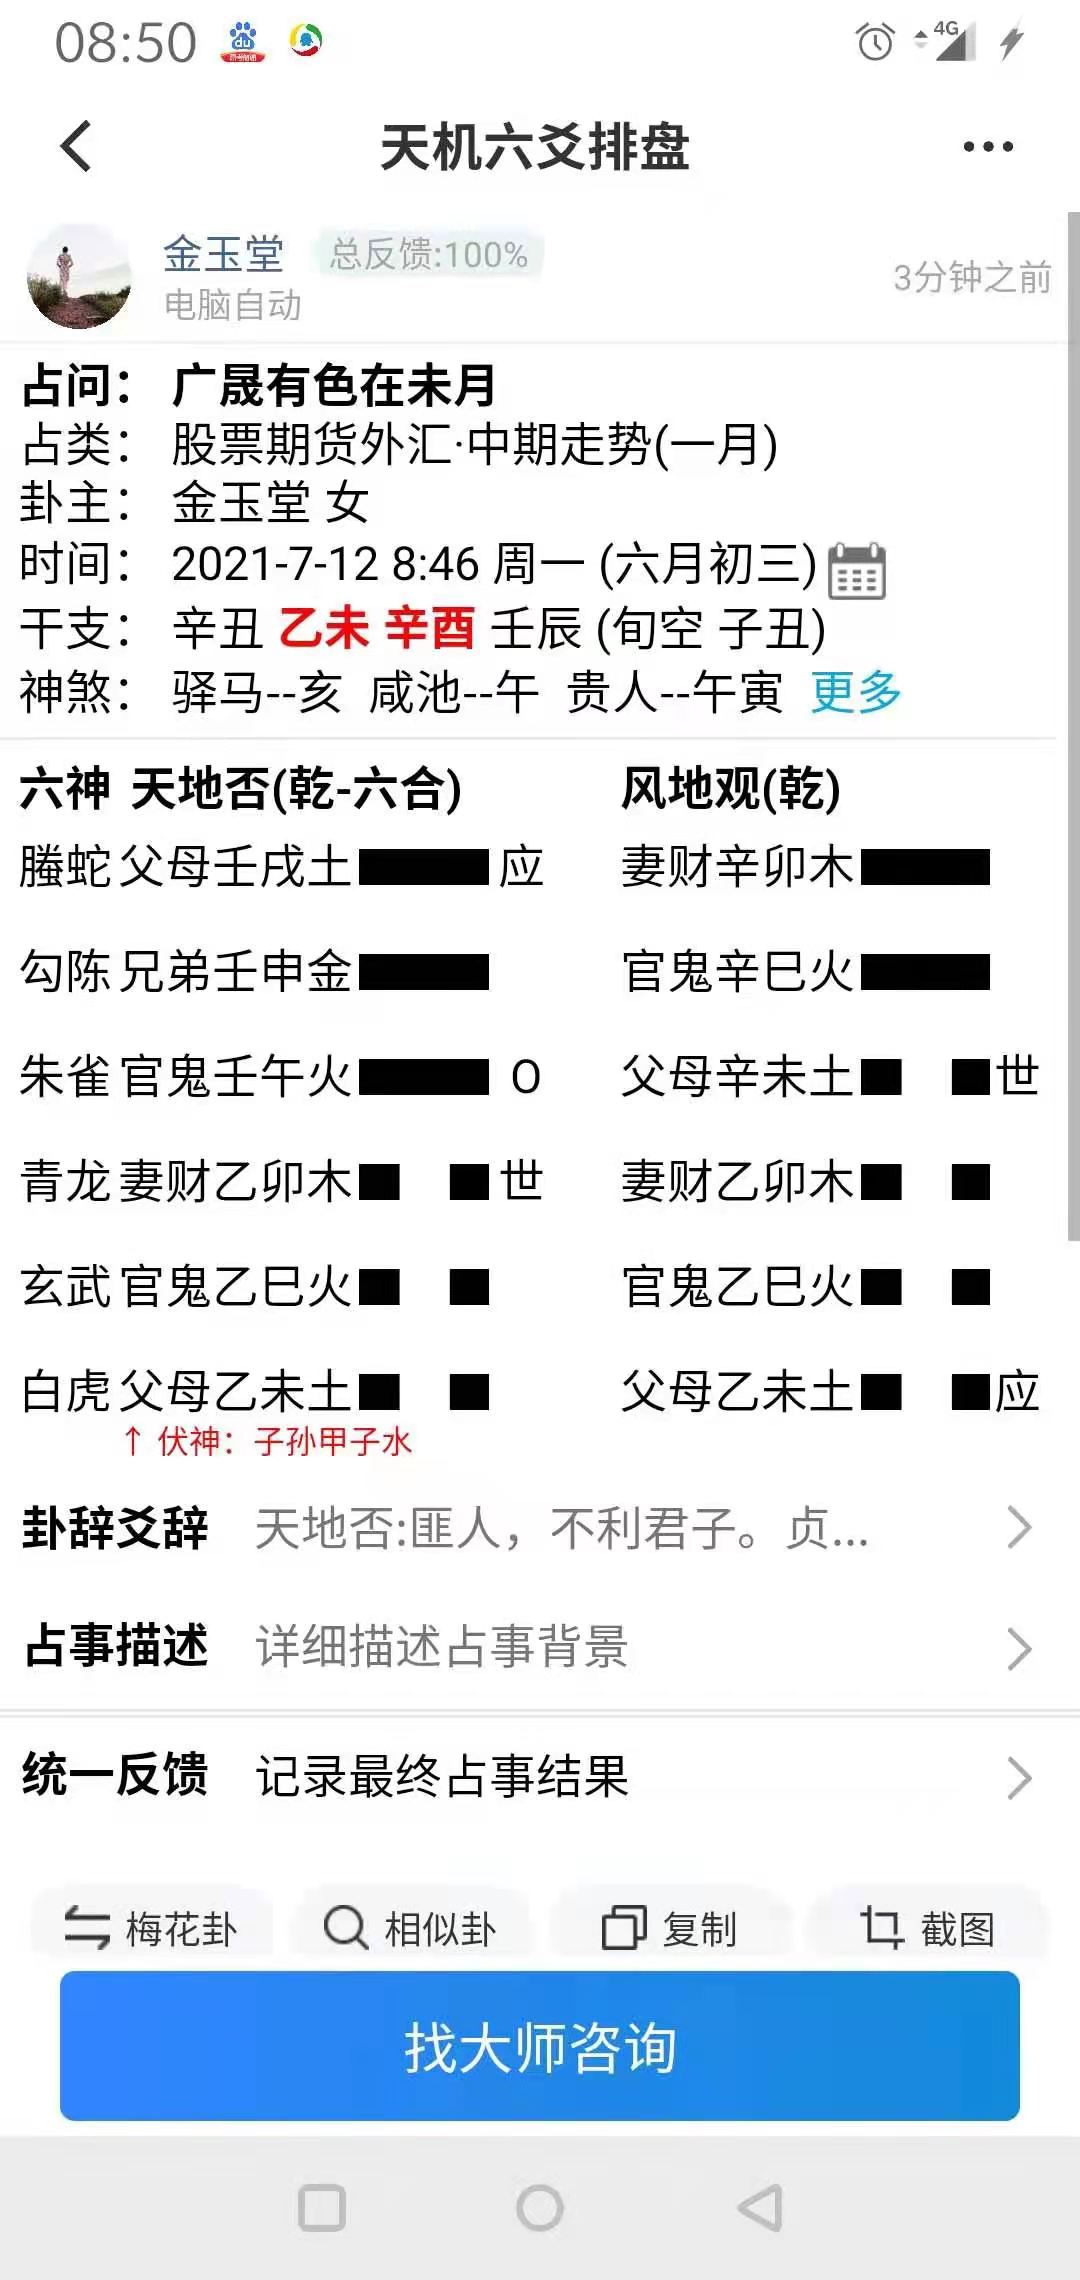 08:50
4G
天机六爻排盘
金玉堂 总反馈:100%
电脑自动
3分钟之前
占问： 广晟有色在未月
占类： 股票期货外汇·中期走势(一月)
卦主： 金玉堂 女
时间： 2021-7-12 8:46 周一 (六月初三)
干支： 辛丑 乙未 辛酉 壬辰 (旬空 子丑)
神煞： 驿马--亥 咸池--午 贵人--午寅 更多
六神 天地否(乾-六合) 风地观(乾)
螣蛇 父母壬戌土 应 妻财辛卯木
勾陈 兄弟壬申金 官鬼辛巳火
朱雀 官鬼壬午火 O 父母辛未土 世
青龙 妻财乙卯木 世 妻财乙卯木
玄武 官鬼乙巳火 官鬼乙巳火
白虎 父母乙未土 父母乙未土 应
↑ 伏神：子孙甲子水
卦辞爻辞 天地否:匪人，不利君子。贞...
占事描述 详细描述占事背景
统一反馈 记录最终占事结果
梅花卦 相似卦 复制 截图
找大师咨询